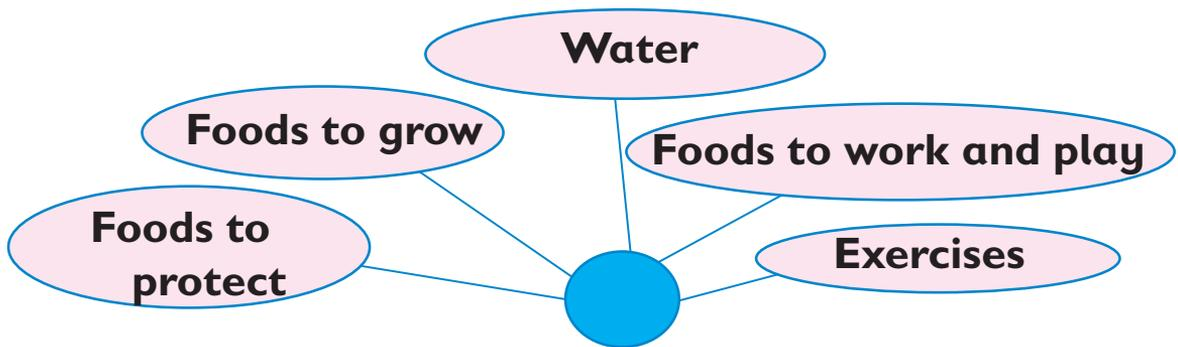 Water
Foods to grow
Foods to work and play
Foods to
protect
Exercises